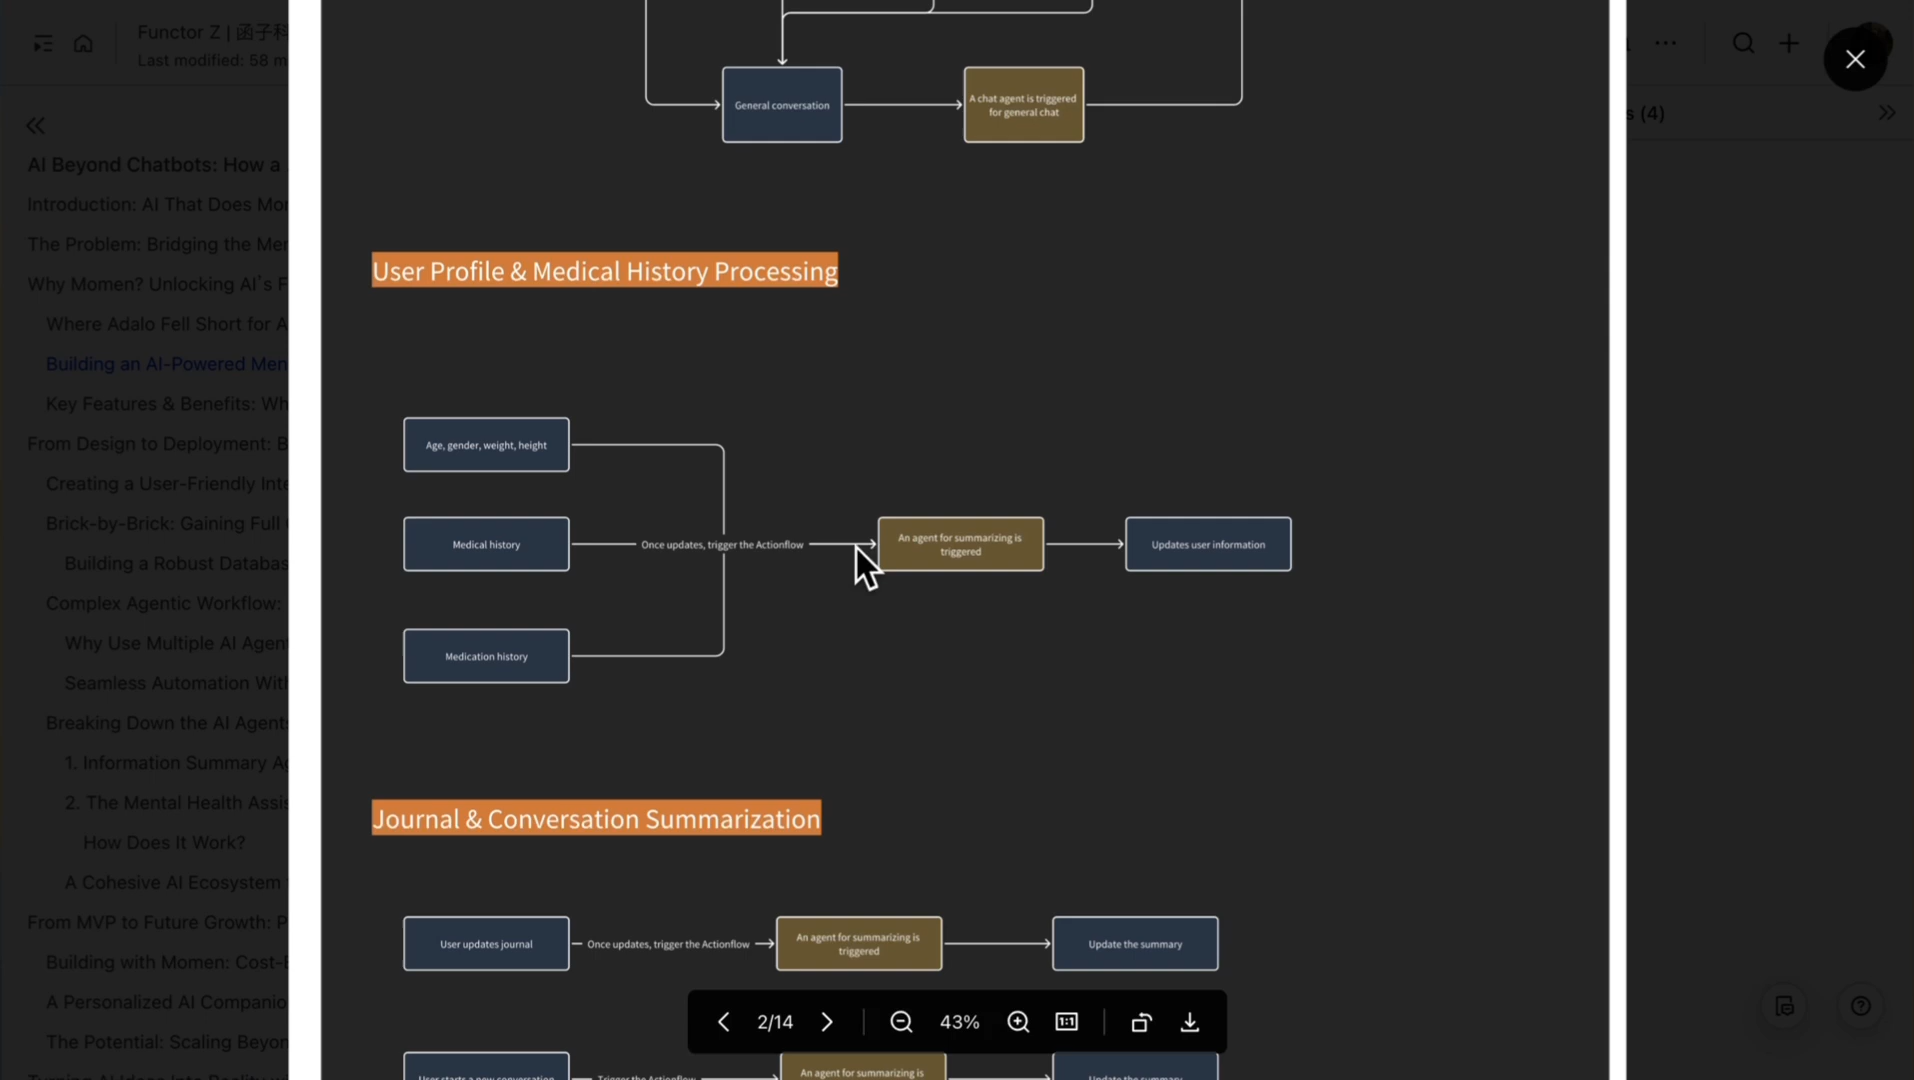 Functor Z | 函子科
Last modified: 58 m
s (4)
AI Beyond Chatbots: How a
Introduction: AI That Does Mor
The Problem: Bridging the Mer
Why Momen? Unlocking AI's F
Where Adalo Fell Short for A
Building an AI-Powered Men
Key Features & Benefits: Wh
From Design to Deployment: B
Creating a User-Friendly Inte
Brick-by-Brick: Gaining Full
Building a Robust Databas
Complex Agentic Workflow:
Why Use Multiple AI Agen
Seamless Automation Wit
Breaking Down the AI Agents
1. Information Summary Ag
2. The Mental Health Assis
How Does It Work?
A Cohesive AI Ecosystem
From MVP to Future Growth: P
Building with Momen: Cost-E
A Personalized AI Companio
The Potential: Scaling Beyon
General conversation
A chat agent is triggered
for general chat
User Profile & Medical History Processing
Age, gender, weight, height
Medical history
Once updates, trigger the Actionflow
An agent for summarizing is
triggered
Updates user information
Medication history
Journal & Conversation Summarization
User updates journal
Once updates, trigger the Actionflow
An agent for summarizing is
triggered
Update the summary
2/14
43%
1:1
User starts a new conversation
Trigger the Actionflow
An agent for summarizing is
Update the summary